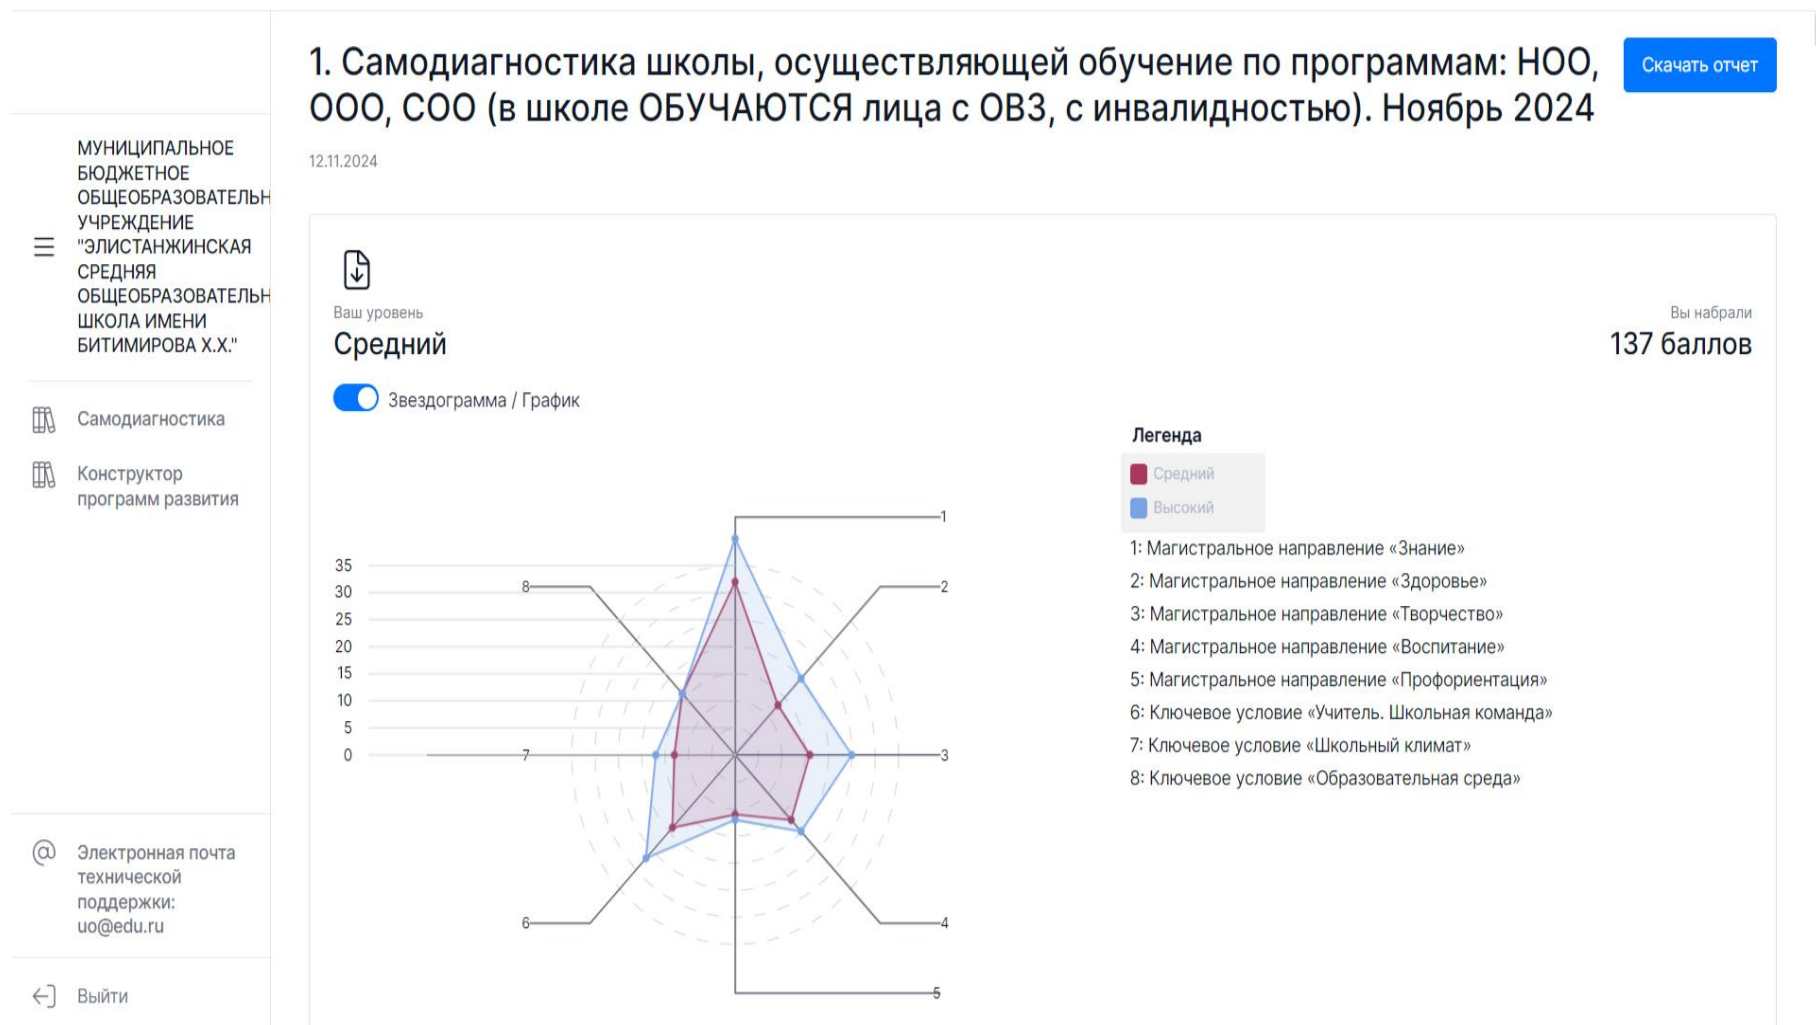 1. Самодиагностика школы, осуществляющей обучение по программам: НОО,
ООО, СОО (в школе ОБУЧАЮТСЯ лица с ОВЗ, с инвалидностью). Ноябрь 2024
Скачать отчет
12.11.2024
МУНИЦИПАЛЬНОЕ
БЮДЖЕТНОЕ
ОБЩЕОБРАЗОВАТЕЛЬН
УЧРЕЖДЕНИЕ
"ЭЛИСТАНЖИНСКАЯ
СРЕДНЯЯ
ОБЩЕОБРАЗОВАТЕЛЬН
ШКОЛА ИМЕНИ
БИТИМИРОВА Х.Х."
Самодиагностика
Конструктор
программ развития
Электронная почта
технической
поддержки:
uo@edu.ru
Выйти
Ваш уровень
Средний
Вы набрали
137 баллов
Звездограмма / График
35
30
25
20
15
10
5
0
1
2
3
4
5
6
7
8
Легенда
Средний
Высокий
1: Магистральное направление «Знание»
2: Магистральное направление «Здоровье»
3: Магистральное направление «Творчество»
4: Магистральное направление «Воспитание»
5: Магистральное направление «Профориентация»
6: Ключевое условие «Учитель. Школьная команда»
7: Ключевое условие «Школьный климат»
8: Ключевое условие «Образовательная среда»